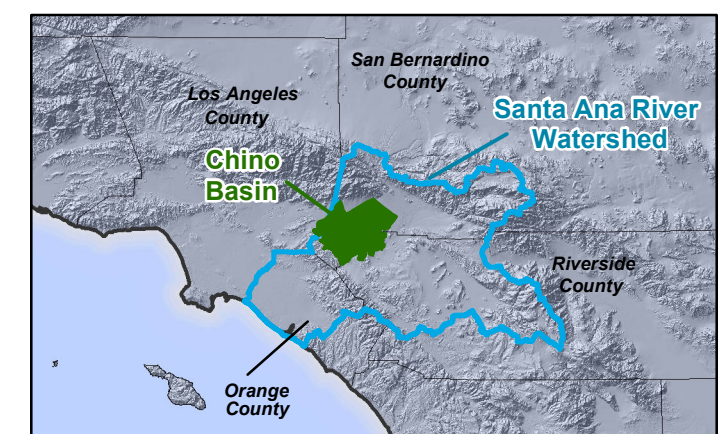 San Bernardino
County
Los Angeles
County
Santa Ana River
Watershed
Chino
Basin
Riverside
County
Orange
County